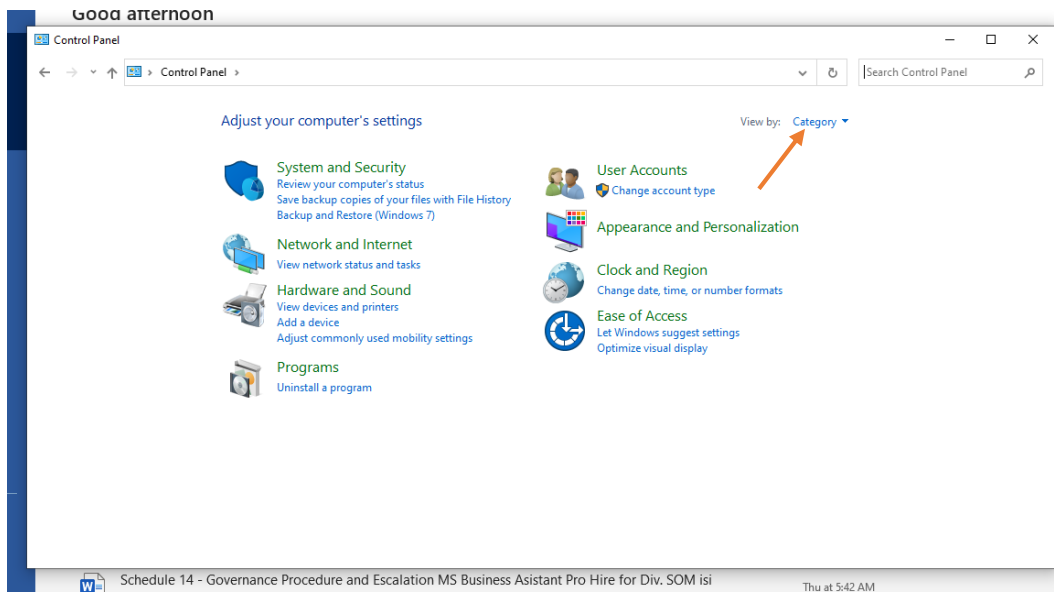 Good afternoon
Control Panel
Control Panel
Search Control Panel
Adjust your computer's settings
View by: Category
System and Security
Review your computer's status
Save backup copies of your files with File History
Backup and Restore (Windows 7)
Network and Internet
View network status and tasks
Hardware and Sound
View devices and printers
Add a device
Adjust commonly used mobility settings
Programs
Uninstall a program
User Accounts
Change account type
Appearance and Personalization
Clock and Region
Change date, time, or number formats
Ease of Access
Let Windows suggest settings
Optimize visual display
W Schedule 14 - Governance Procedure and Escalation MS Business Asistant Pro Hire for Div. SOM isi
Thu at 5:42 AM